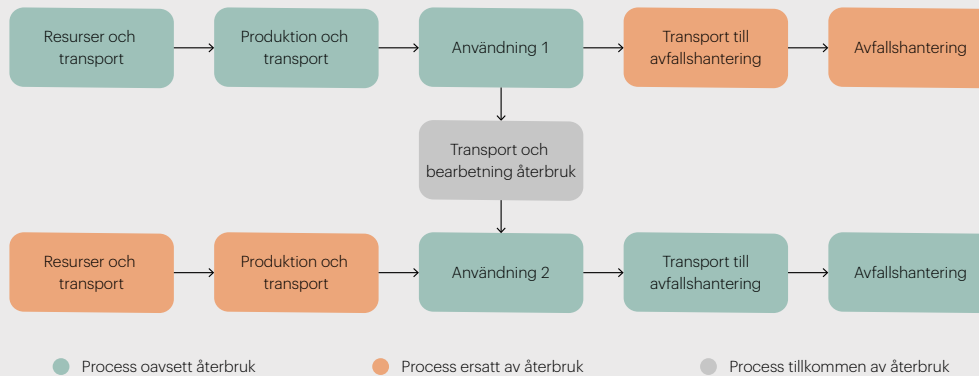 Resurser och
transport
Produktion och
transport
Användning 1
Transport till
avfallshantering
Avfallshantering
Transport och
bearbetning återbruk
Resurser och
transport
Produktion och
transport
Användning 2
Transport till
avfallshantering
Avfallshantering
Process oavsett återbruk
Process ersatt av återbruk
Process tillkommen av återbruk